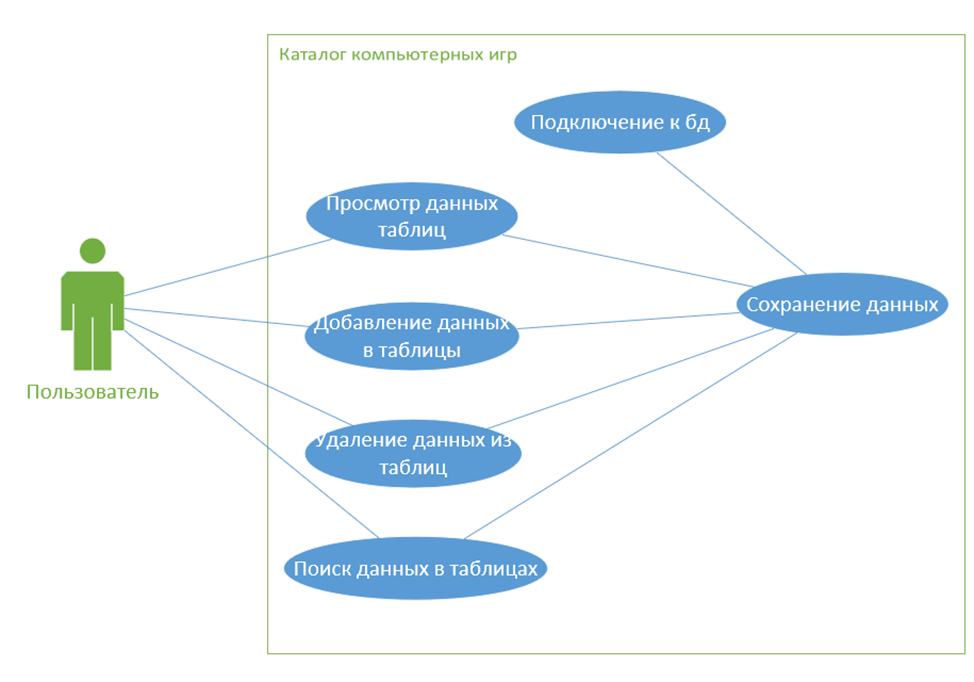 Каталог компьютерных игр
Подключение к бд
Просмотр данных
таблиц
Сохранение данных
Добавление данных
в таблицы
Пользователь
Удаление данных из
таблиц
Поиск данных в таблицах